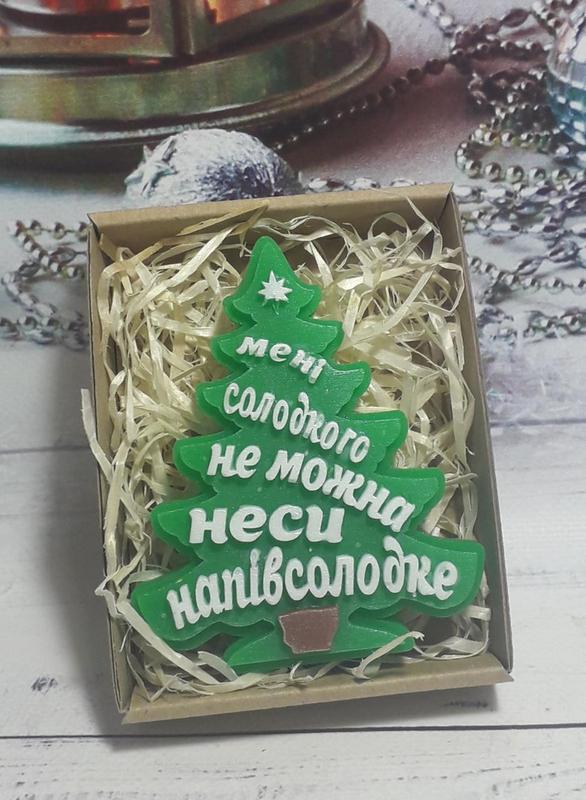 мені
солодкого
не можна
неси
напівсолодке